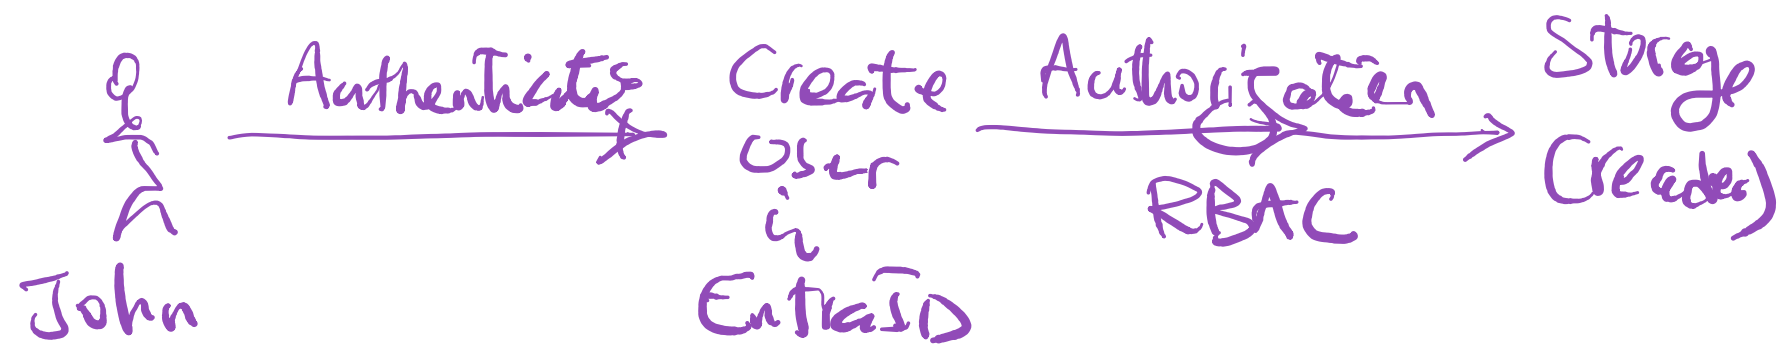 John
Authenticates
Create
User
in
EntraID
Authorization
RBAC
Storage
(reader)